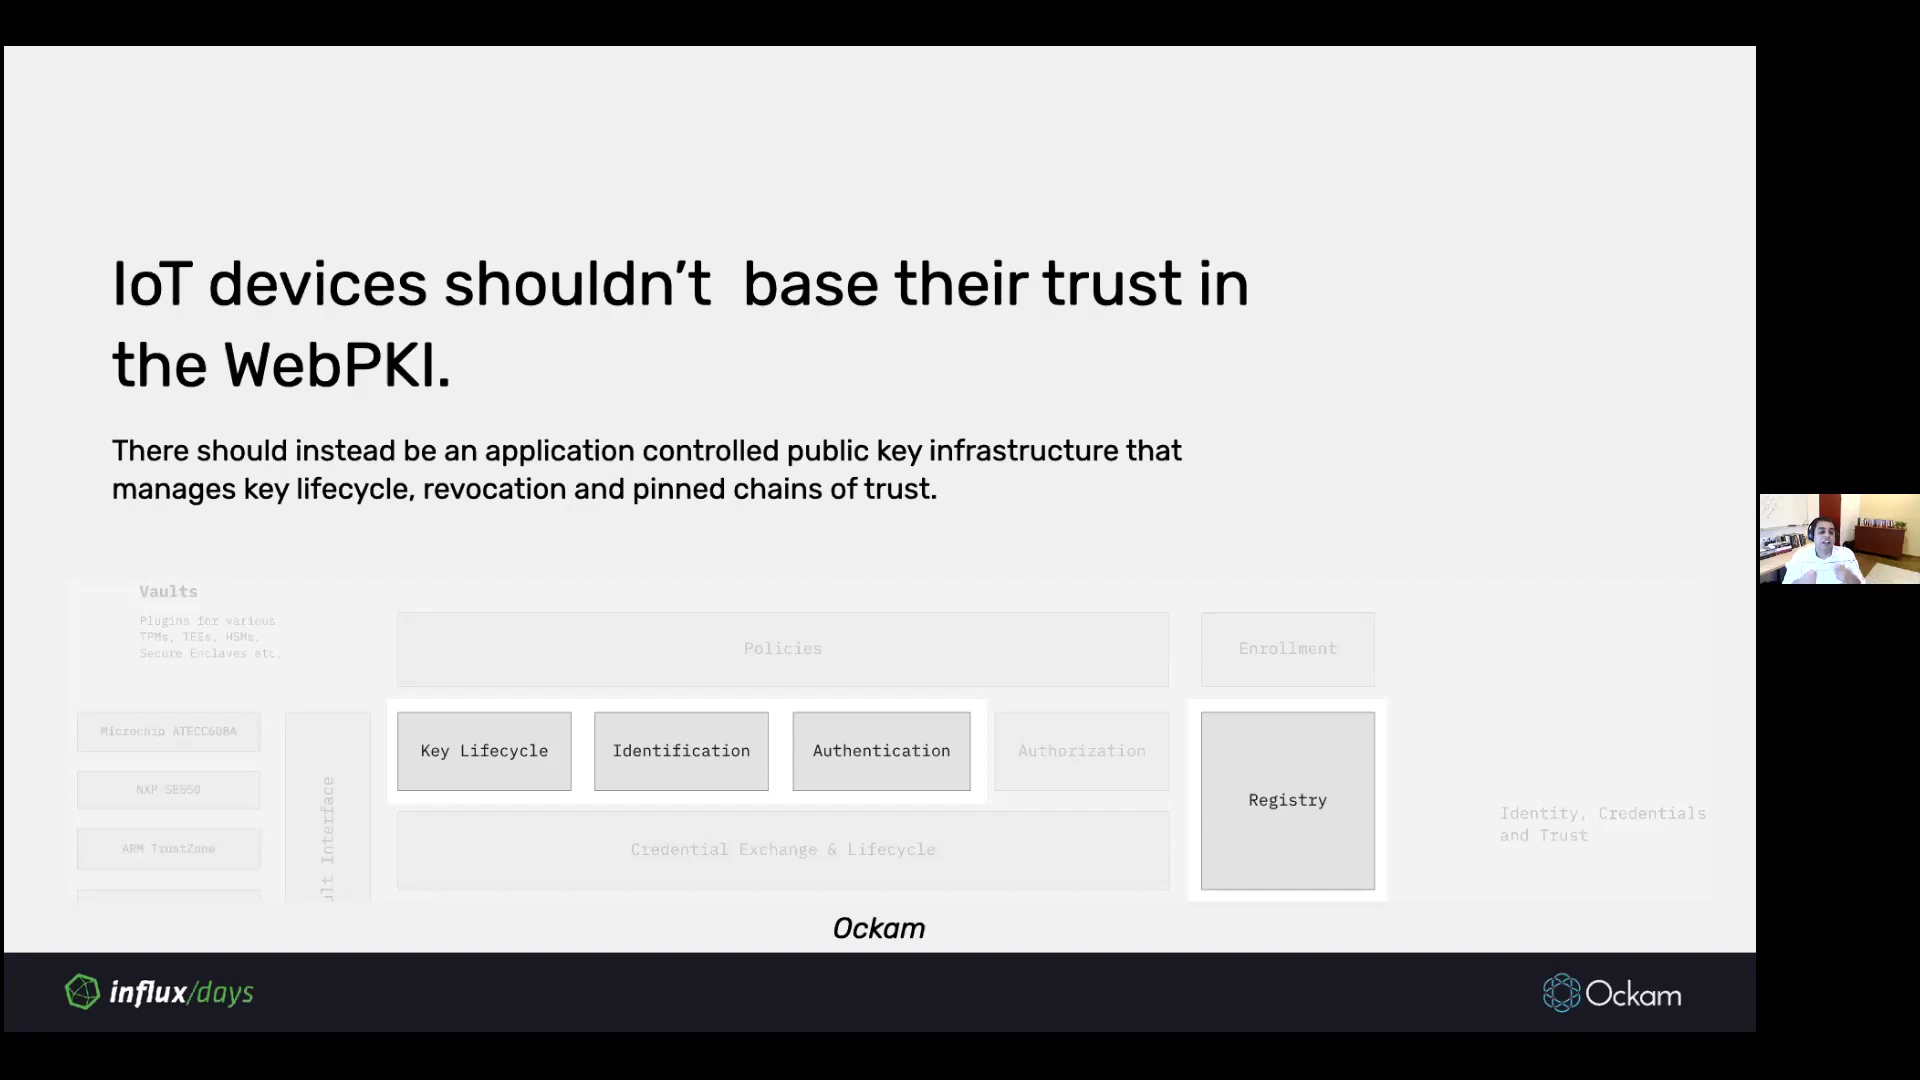 IoT devices shouldn’t  base their trust in
the WebPKI.
There should instead be an application controlled public key infrastructure that
manages key lifecycle, revocation and pinned chains of trust.
Vaults
Plugins for various
TPMs, TEEs, HSMs,
Secure Enclaves etc.
Policies
Enrollment
Microchip ATECC608A
NXP SE050
ARM TrustZone
Key Lifecycle
Identification
Authentication
Authorization
Registry
Interface
Credential Exchange & Lifecycle
Identity, Credentials
and Trust
Ockam
influx/days
Ockam